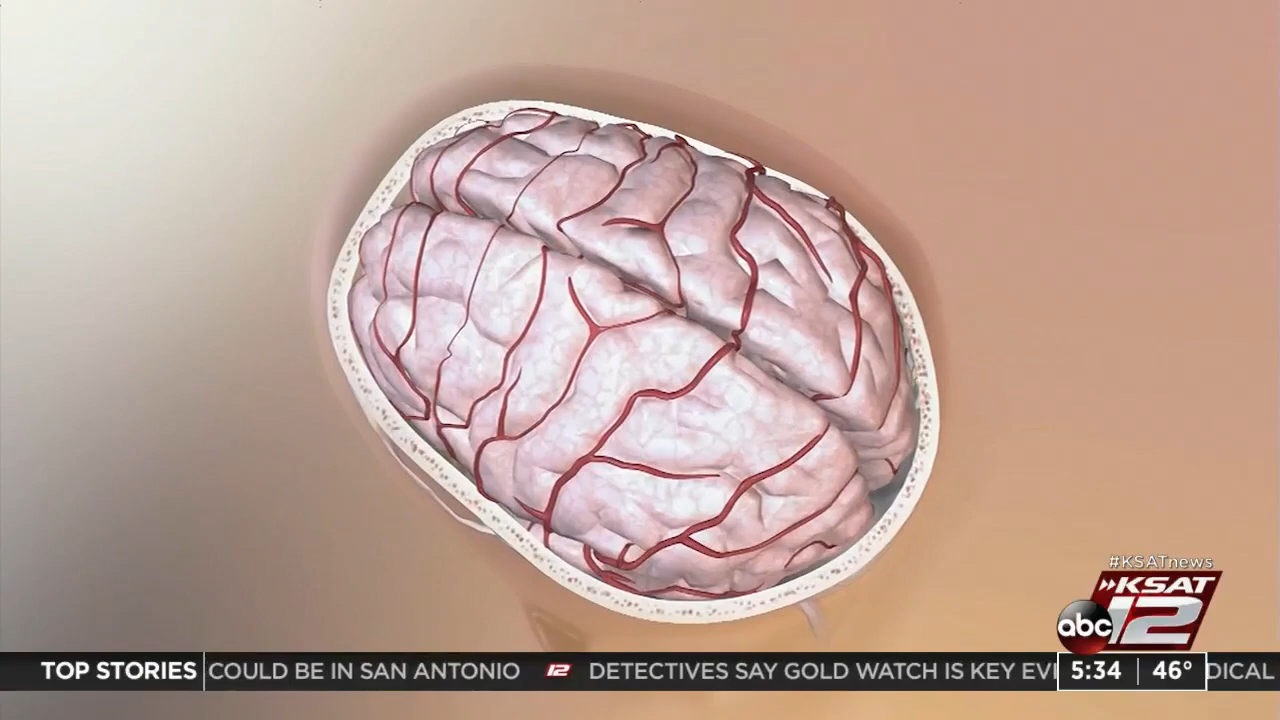 #KSATnews
KSAT
abc 12
TOP STORIES COULD BE IN SAN ANTONIO 12 DETECTIVES SAY GOLD WATCH IS KEY 5:34 46° DICAL